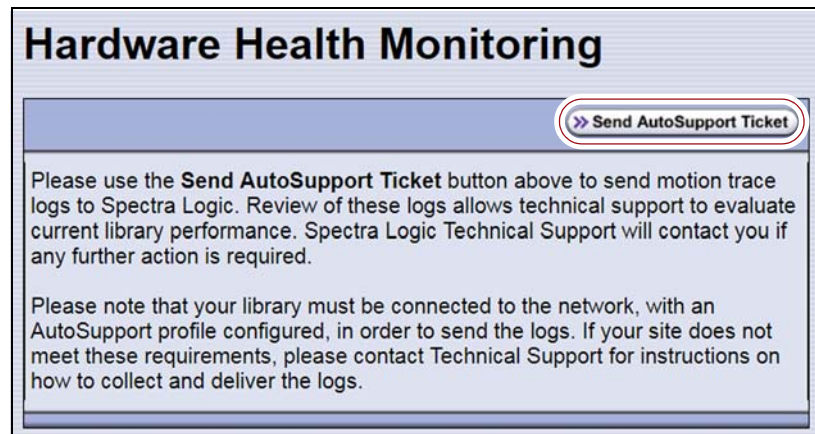 Hardware Health Monitoring
Send AutoSupport Ticket
Please use the Send AutoSupport Ticket button above to send motion trace
logs to Spectra Logic. Review of these logs allows technical support to evaluate
current library performance. Spectra Logic Technical Support will contact you if
any further action is required.
Please note that your library must be connected to the network, with an
AutoSupport profile configured, in order to send the logs. If your site does not
meet these requirements, please contact Technical Support for instructions on
how to collect and deliver the logs.